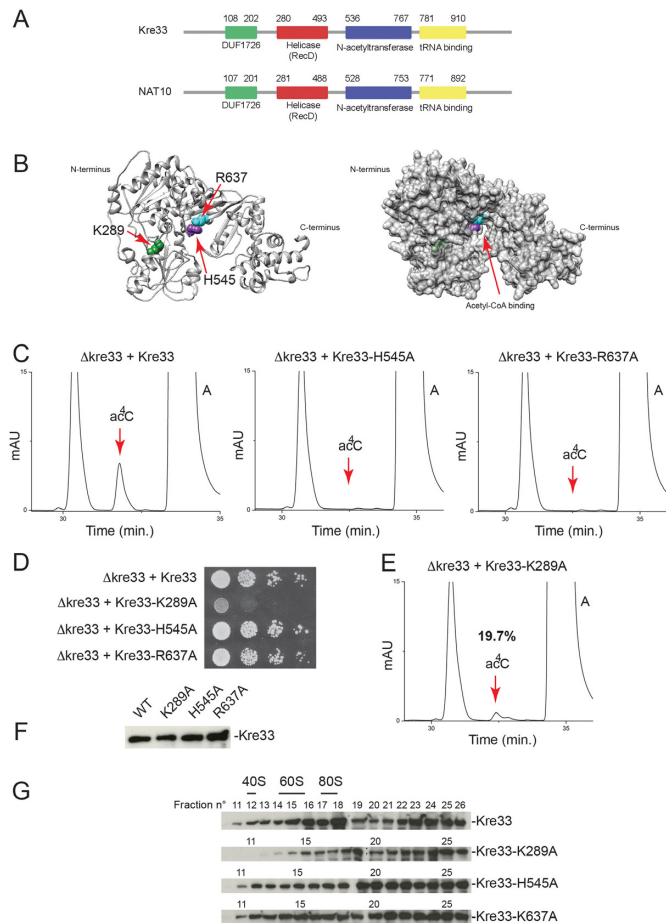 A
108 202 280 493 536 767 781 910
Kre33
DUF1726 Helicase (RecD) N-acetyltransferase tRNA binding
107 201 281 488 528 753 771 892
NAT10
DUF1726 Helicase (RecD) N-acetyltransferase tRNA binding
B
N-terminus
R637
K289
C-terminus
H545
N-terminus
C-terminus
Acetyl-CoA binding
C
Δkre33 + Kre33
15
mAU
5
0
ac4C
A
30 35
Time (min.)
Δkre33 + Kre33-H545A
15
mAU
5
0
ac4C
A
30 35
Time (min.)
Δkre33 + Kre33-R637A
15
mAU
5
0
ac4C
A
30 35
Time (min.)
D
Δkre33 + Kre33
Δkre33 + Kre33-K289A
Δkre33 + Kre33-H545A
Δkre33 + Kre33-R637A
E
Δkre33 + Kre33-K289A
15
mAU
5
0
19.7%
ac4C
A
30 35
Time (min.)
F
WT K289A H545A R637A
-Kre33
G
40S 60S 80S
Fraction n° 11 12 13 14 15 16 17 18 19 20 21 22 23 24 25 26
-Kre33
11 15 20 25
-Kre33-K289A
11 15 20 25
-Kre33-H545A
11 15 20 25
-Kre33-K637A